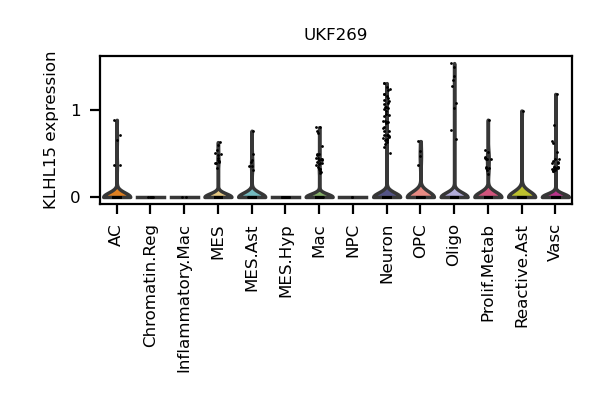 UKF269
KLHL15 expression
1
0
AC
Chromatin.Reg
Inflammatory.Mac
MES
MES.Ast
MES.Hyp
Mac
NPC
Neuron
OPC
Oligo
Prolif.Metab
Reactive.Ast
Vasc